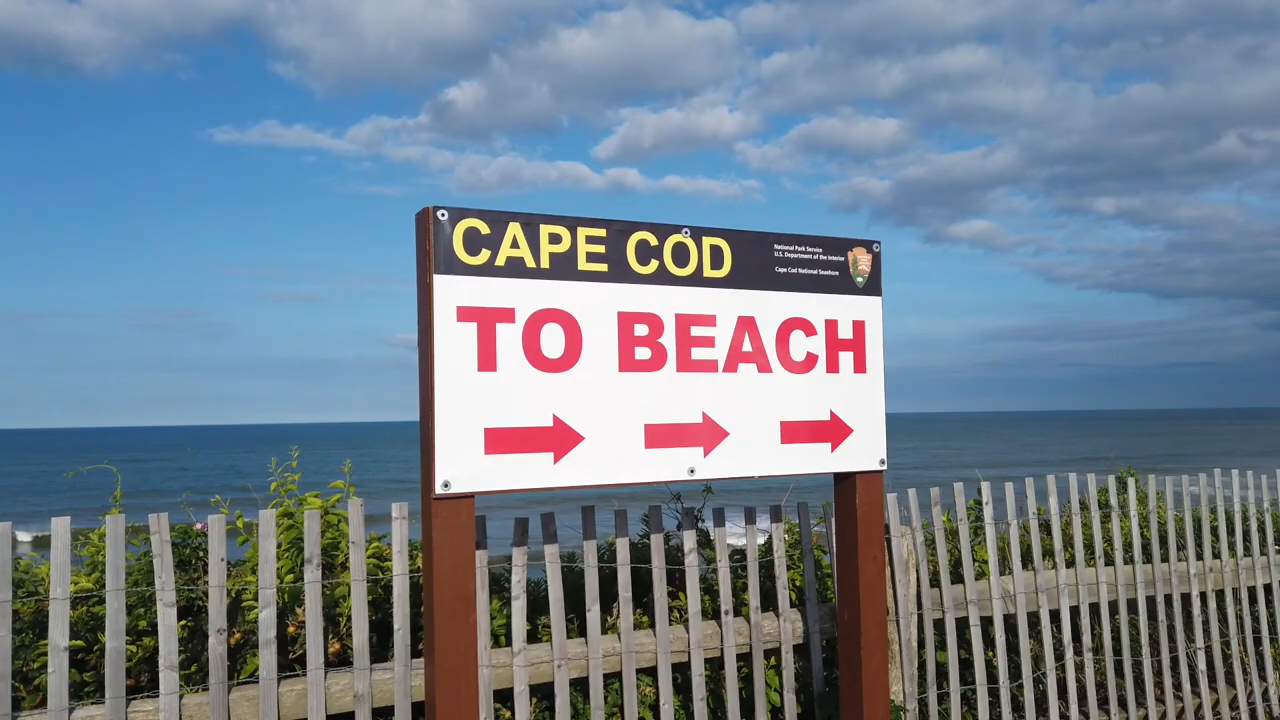 CAPE COD
National Park Service
U.S. Department of the Interior
Cape Cod National Seashore
TO BEACH